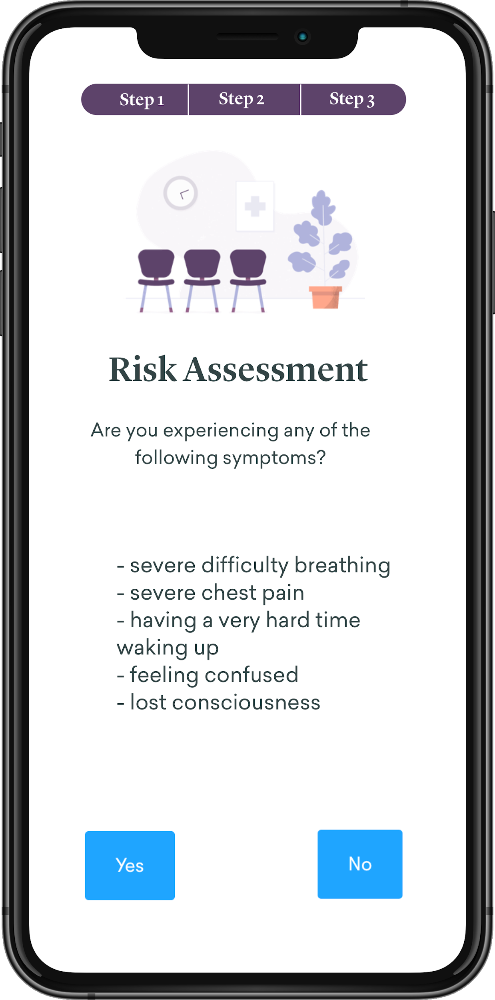 Step 1 Step 2 Step 3
Risk Assessment
Are you experiencing any of the
following symptoms?
- severe difficulty breathing
- severe chest pain
- having a very hard time
waking up
- feeling confused
- lost consciousness
Yes No